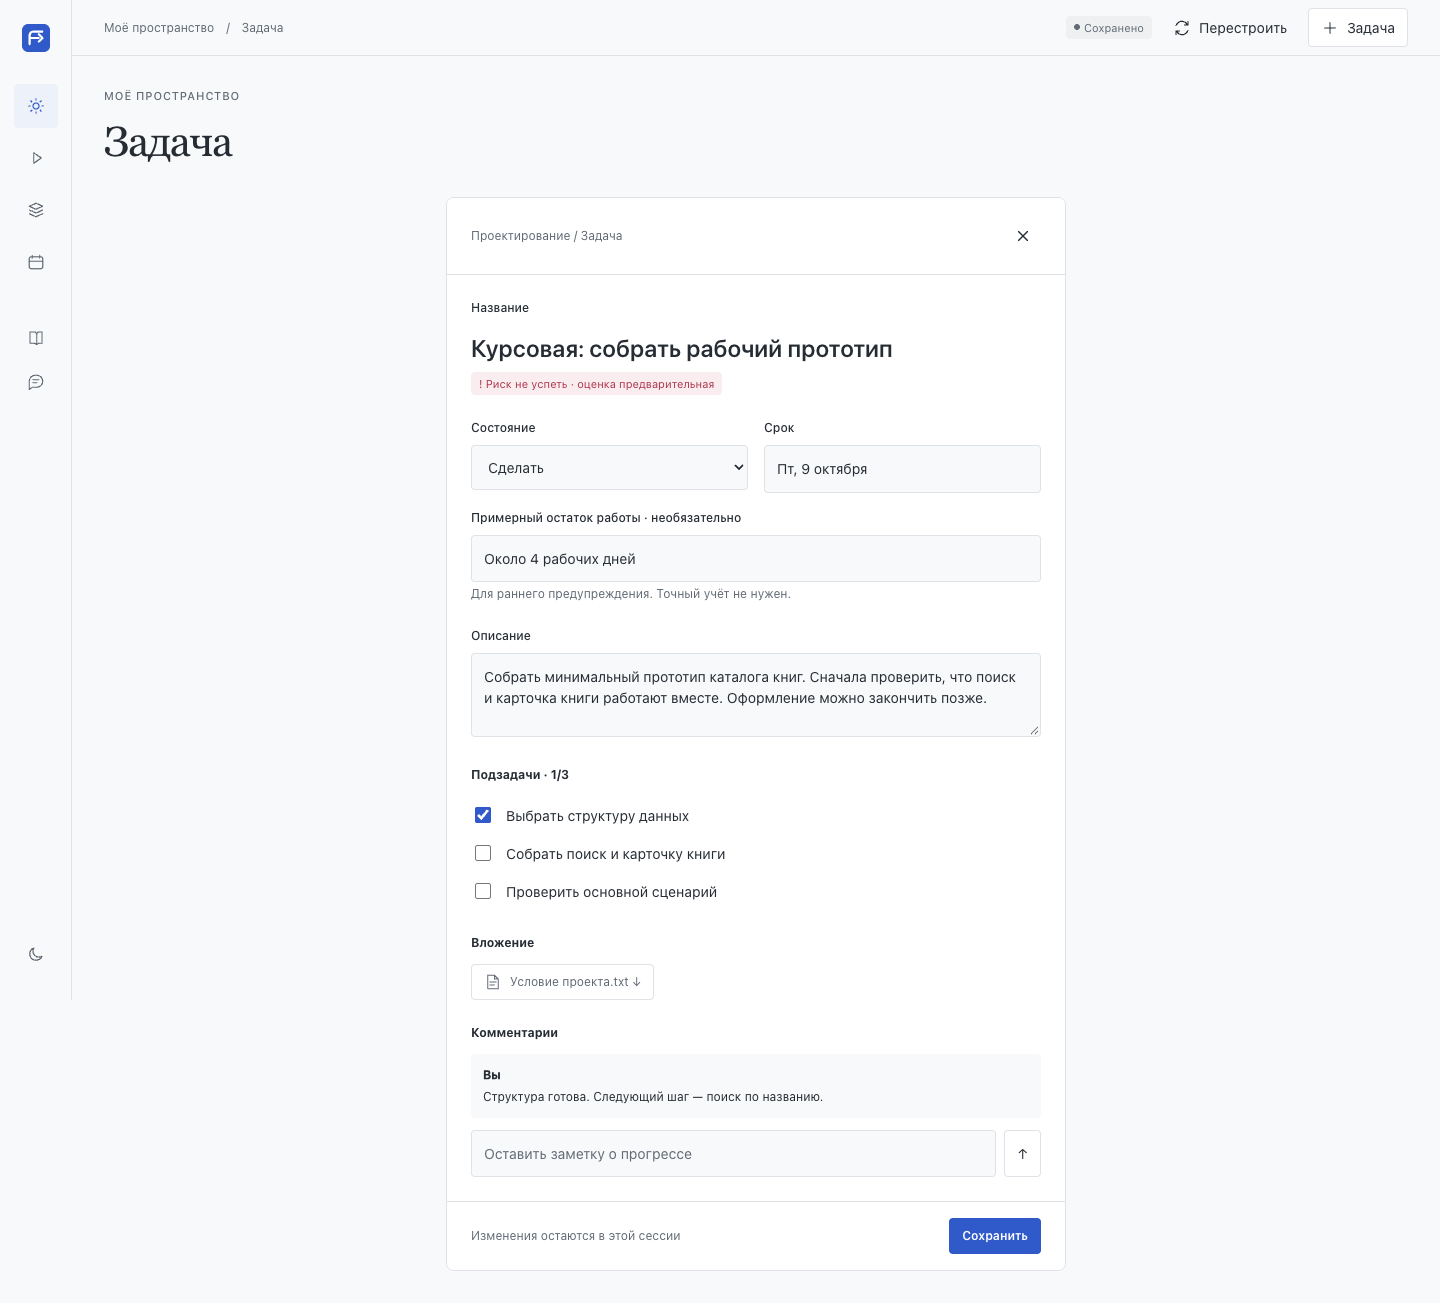 Моё пространство / Задача
Сохранено
Перестроить
Задача
МОЁ ПРОСТРАНСТВО
Задача
Проектирование / Задача
Название
Курсовая: собрать рабочий прототип
! Риск не успеть · оценка предварительная
Состояние
Срок
Сделать
Пт, 9 октября
Примерный остаток работы · необязательно
Около 4 рабочих дней
Для раннего предупреждения. Точный учёт не нужен.
Описание
Собрать минимальный прототип каталога книг. Сначала проверить, что поиск
и карточка книги работают вместе. Оформление можно закончить позже.
Подзадачи · 1/3
Выбрать структуру данных
Собрать поиск и карточку книги
Проверить основной сценарий
Вложение
Условие проекта.txt ↓
Комментарии
Вы
Структура готова. Следующий шаг — поиск по названию.
Оставить заметку о прогрессе
↑
Изменения остаются в этой сессии
Сохранить